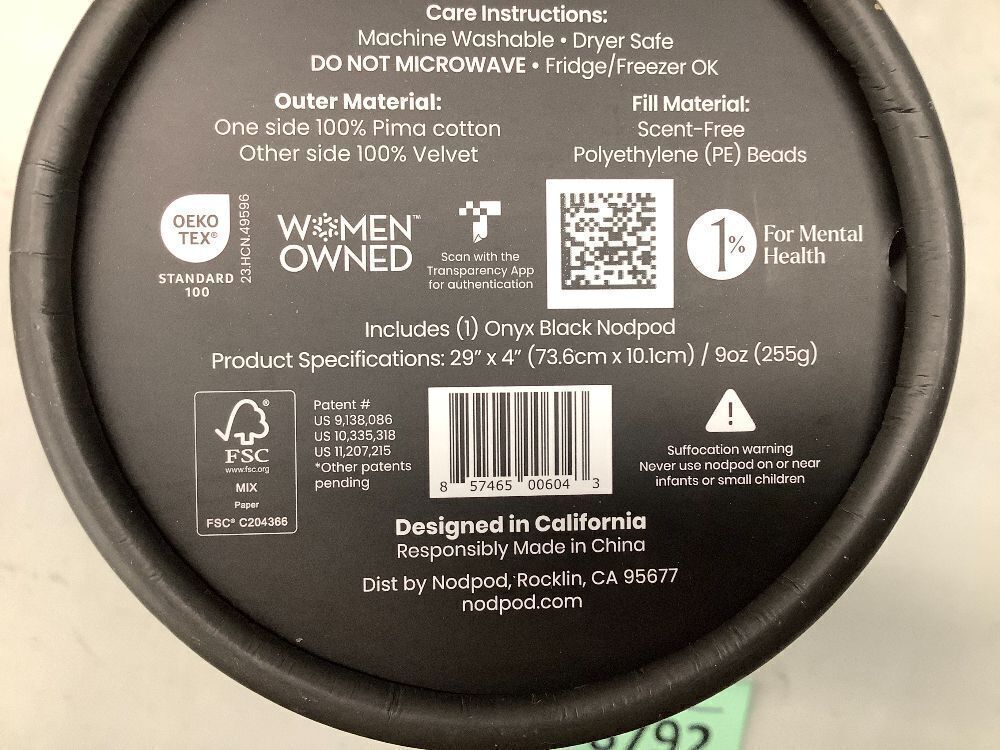 Care Instructions:
Machine Washable • Dryer Safe
DO NOT MICROWAVE • Fridge/Freezer OK
Outer Material:
One side 100% Pima cotton
Other side 100% Velvet
Fill Material:
Scent-Free
Polyethylene (PE) Beads
OEKO
TEX®
STANDARD
100
23.HCN.49596
WOMEN™
OWNED
Scan with the
Transparency App
for authentication
1%
For Mental
Health
Includes (1) Onyx Black Nodpod
Product Specifications: 29” x 4” (73.6cm x 10.1cm) / 9oz (255g)
FSC®
www.fsc.org
MIX
Paper
FSC® C204366
Patent #
US 9,138,086
US 10,335,318
US 11,207,215
*Other patents
pending
8 57465 00604 3
Suffocation warning
Never use nodpod on or near
infants or small children
Designed in California
Responsibly Made in China
Dist by Nodpod, Rocklin, CA 95677
nodpod.com